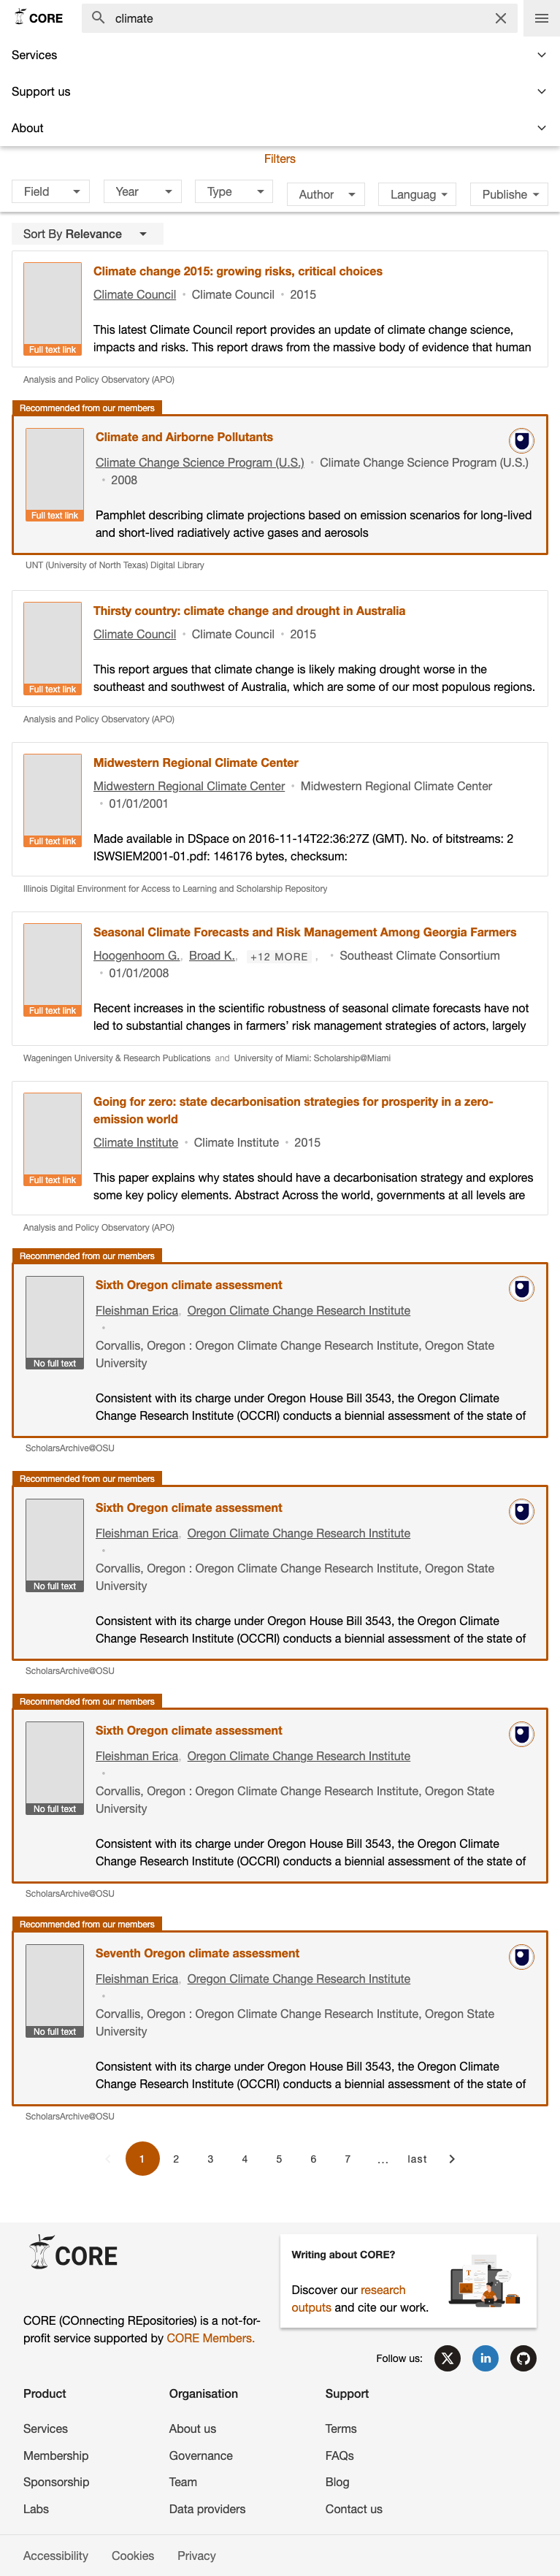 CORE
climate
Services
Support us
About
Filters
Field
Year
Type
Author
Languag
Publishe
Sort By Relevance
Climate change 2015: growing risks, critical choices
Climate Council • Climate Council • 2015
This latest Climate Council report provides an update of climate change science,
impacts and risks. This report draws from the massive body of evidence that human
Full text link
Analysis and Policy Observatory (APO)
Recommended from our members
Climate and Airborne Pollutants
Climate Change Science Program (U.S.) • Climate Change Science Program (U.S.)
• 2008
Pamphlet describing climate projections based on emission scenarios for long-lived
and short-lived radiatively active gases and aerosols
Full text link
UNT (University of North Texas) Digital Library
Thirsty country: climate change and drought in Australia
Climate Council • Climate Council • 2015
This report argues that climate change is likely making drought worse in the
southeast and southwest of Australia, which are some of our most populous regions.
Full text link
Analysis and Policy Observatory (APO)
Midwestern Regional Climate Center
Midwestern Regional Climate Center • Midwestern Regional Climate Center
• 01/01/2001
Made available in DSpace on 2016-11-14T22:36:27Z (GMT). No. of bitstreams: 2
ISWSIEM2001-01.pdf: 146176 bytes, checksum:
Full text link
Illinois Digital Environment for Access to Learning and Scholarship Repository
Seasonal Climate Forecasts and Risk Management Among Georgia Farmers
Hoogenhoom G., Broad K., +12 MORE , • Southeast Climate Consortium
• 01/01/2008
Recent increases in the scientific robustness of seasonal climate forecasts have not
led to substantial changes in farmers' risk management strategies of actors, largely
Full text link
Wageningen University & Research Publications and University of Miami: Scholarship@Miami
Going for zero: state decarbonisation strategies for prosperity in a zero-
emission world
Climate Institute • Climate Institute • 2015
This paper explains why states should have a decarbonisation strategy and explores
some key policy elements. Abstract Across the world, governments at all levels are
Full text link
Analysis and Policy Observatory (APO)
Recommended from our members
Sixth Oregon climate assessment
Fleishman Erica, Oregon Climate Change Research Institute
•
Corvallis, Oregon : Oregon Climate Change Research Institute, Oregon State
University
Consistent with its charge under Oregon House Bill 3543, the Oregon Climate
Change Research Institute (OCCRI) conducts a biennial assessment of the state of
No full text
ScholarsArchive@OSU
Recommended from our members
Sixth Oregon climate assessment
Fleishman Erica, Oregon Climate Change Research Institute
•
Corvallis, Oregon : Oregon Climate Change Research Institute, Oregon State
University
Consistent with its charge under Oregon House Bill 3543, the Oregon Climate
Change Research Institute (OCCRI) conducts a biennial assessment of the state of
No full text
ScholarsArchive@OSU
Recommended from our members
Sixth Oregon climate assessment
Fleishman Erica, Oregon Climate Change Research Institute
•
Corvallis, Oregon : Oregon Climate Change Research Institute, Oregon State
University
Consistent with its charge under Oregon House Bill 3543, the Oregon Climate
Change Research Institute (OCCRI) conducts a biennial assessment of the state of
No full text
ScholarsArchive@OSU
Recommended from our members
Seventh Oregon climate assessment
Fleishman Erica, Oregon Climate Change Research Institute
•
Corvallis, Oregon : Oregon Climate Change Research Institute, Oregon State
University
Consistent with its charge under Oregon House Bill 3543, the Oregon Climate
Change Research Institute (OCCRI) conducts a biennial assessment of the state of
No full text
ScholarsArchive@OSU
1 2 3 4 5 6 7 ... last
CORE
CORE (COnnecting REpositories) is a not-for-
profit service supported by CORE Members.
Writing about CORE?
Discover our research
outputs and cite our work.
Follow us:
in
Product
Services
Membership
Sponsorship
Labs
Organisation
About us
Governance
Team
Data providers
Support
Terms
FAQs
Blog
Contact us
Accessibility Cookies Privacy